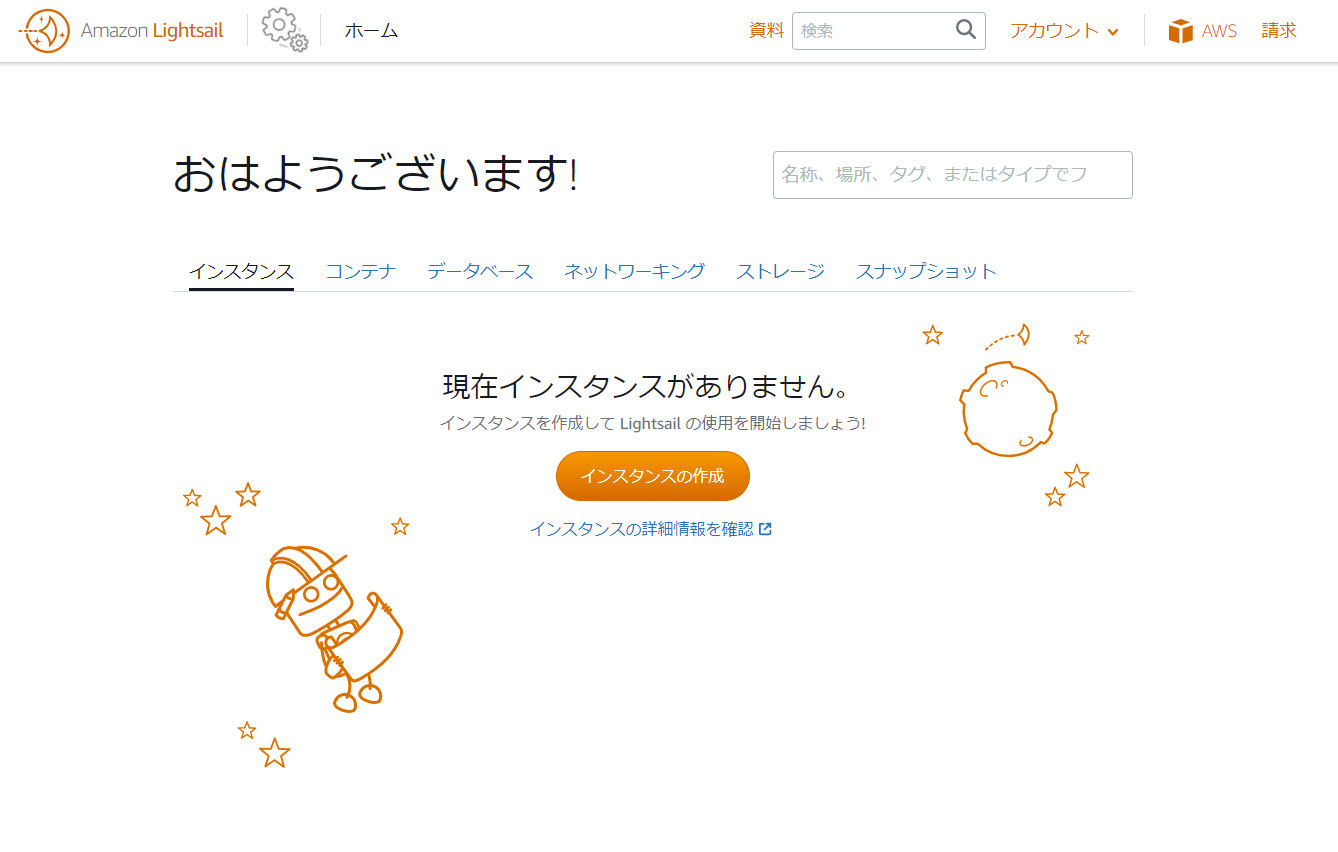 Amazon Lightsail ホーム 資料 検索 アカウント AWS 請求
おはようございます!
名称、場所、タグ、またはタイプでフ
インスタンス コンテナ データベース ネットワーキング ストレージ スナップショット
現在インスタンスがありません。
インスタンスを作成して Lightsail の使用を開始しましょう!
インスタンスの作成
インスタンスの詳細情報を確認